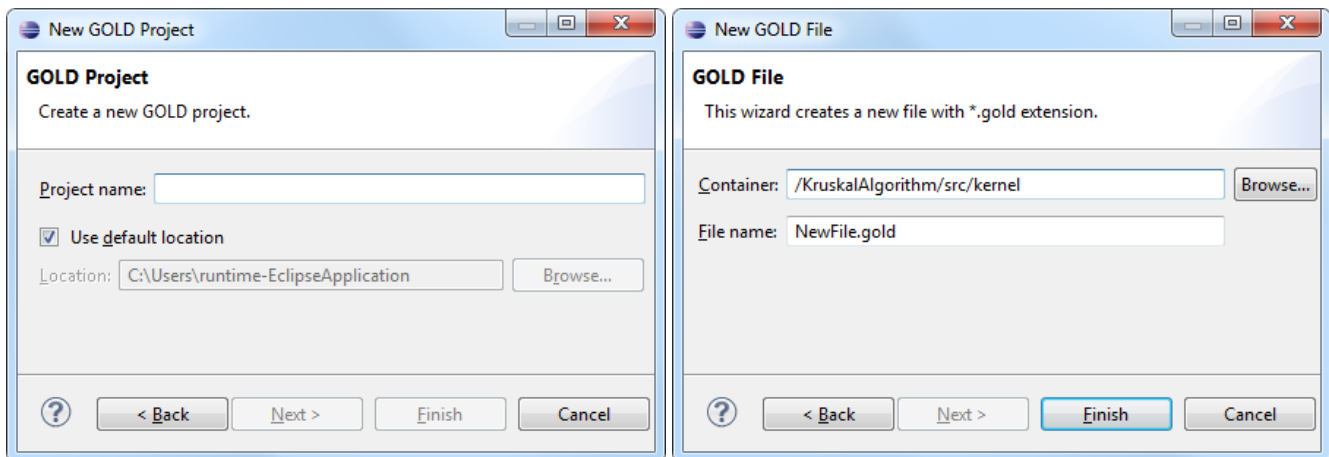 New GOLD Project
GOLD Project
Create a new GOLD project.
Project name:
Use default location
Location: C:\Users\runtime-EclipseApplication Browse...
? < Back Next > Finish Cancel
New GOLD File
GOLD File
This wizard creates a new file with *.gold extension.
Container: /KruskalAlgorithm/src/kernel Browse...
File name: NewFile.gold
? < Back Next > Finish Cancel